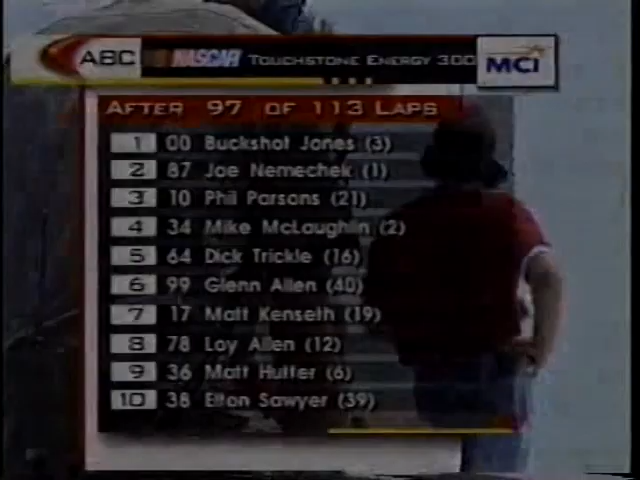 ABC NASCAR TOUCHSTONE ENERGY 300 MCI
AFTER 97 OF 113 LAPS
1 00 Buckshot Jones (3)
2 87 Joe Nemechek (1)
3 10 Phil Parsons (21)
4 34 Mike McLaughlin (2)
5 64 Dick Trickle (16)
6 99 Glenn Allen (40)
7 17 Matt Kenseth (19)
8 78 Loy Allen (12)
9 36 Matt Hutter (6)
10 38 Elton Sawyer (39)